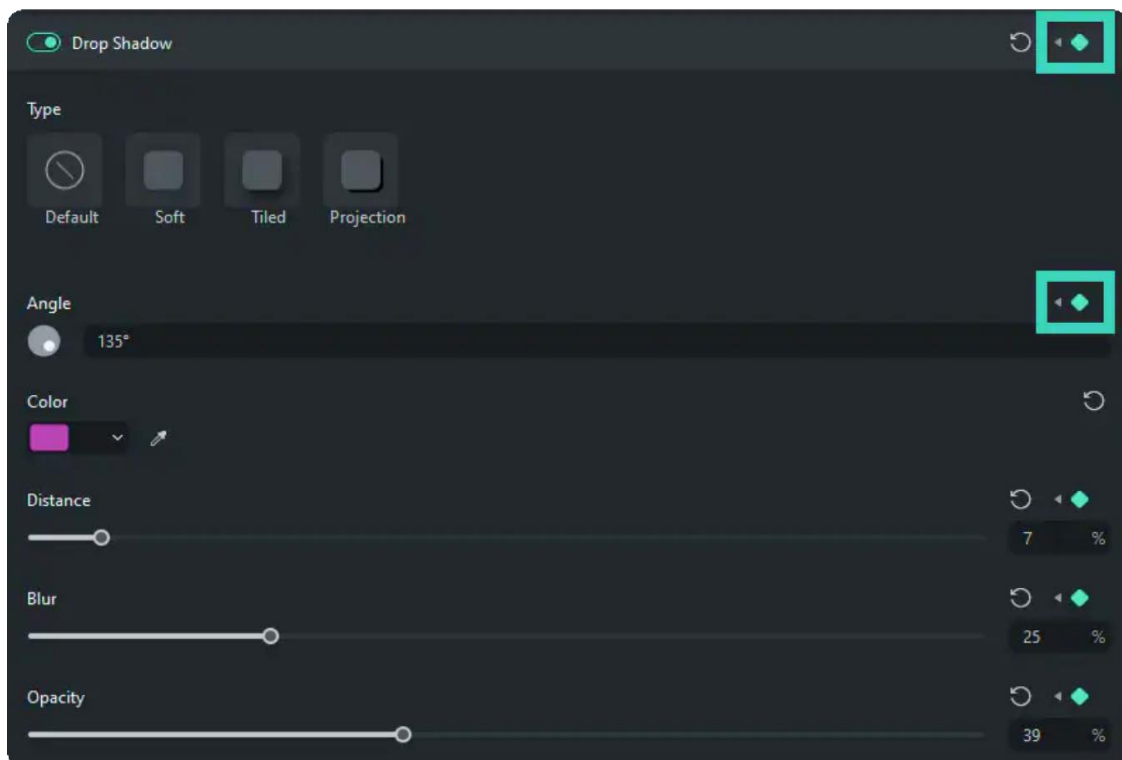 Drop Shadow
Type
Default Soft Tiled Projection
Angle
135°
Color
Distance
7 %
Blur
25 %
Opacity
39 %